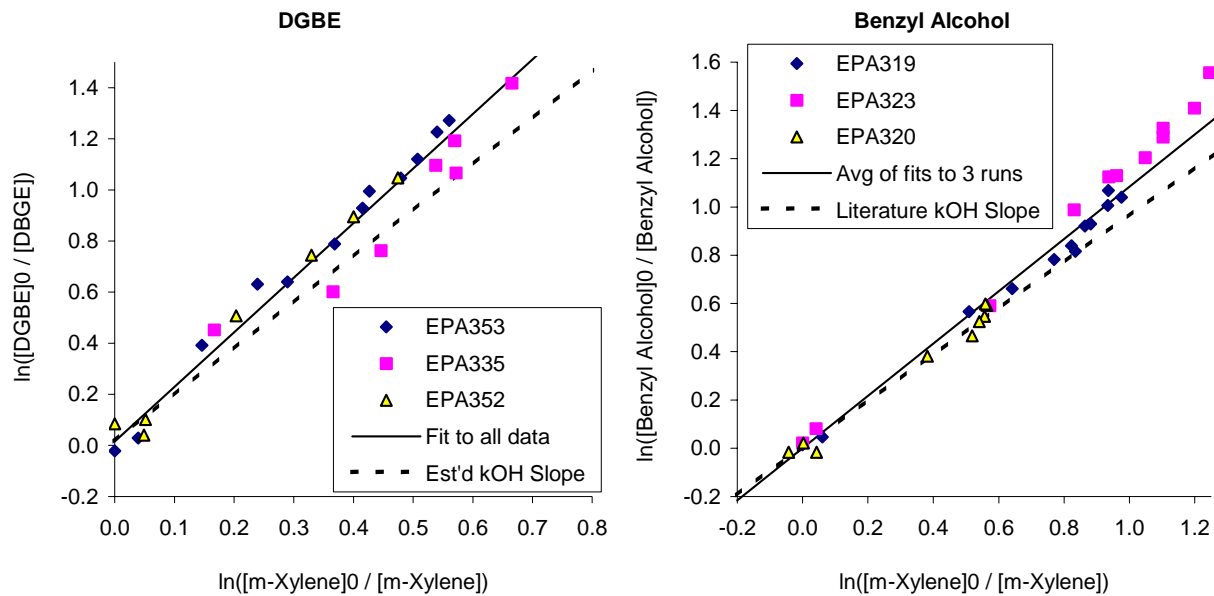 DGBE
ln([DGBE]0 / [DBGE])
1.4
1.2
1.0
0.8
0.6
0.4
0.2
0.0
-0.2
0.0 0.1 0.2 0.3 0.4 0.5 0.6 0.7 0.8
ln([m-Xylene]0 / [m-Xylene])
EPA353
EPA335
EPA352
Fit to all data
Est'd kOH Slope
Benzyl Alcohol
ln([Benzyl Alcohol]0 / [Benzyl Alcohol])
1.6
1.4
1.2
1.0
0.8
0.6
0.4
0.2
0.0
-0.2
-0.2 0.0 0.2 0.4 0.6 0.8 1.0 1.2
ln([m-Xylene]0 / [m-Xylene])
EPA319
EPA323
EPA320
Avg of fits to 3 runs
Literature kOH Slope